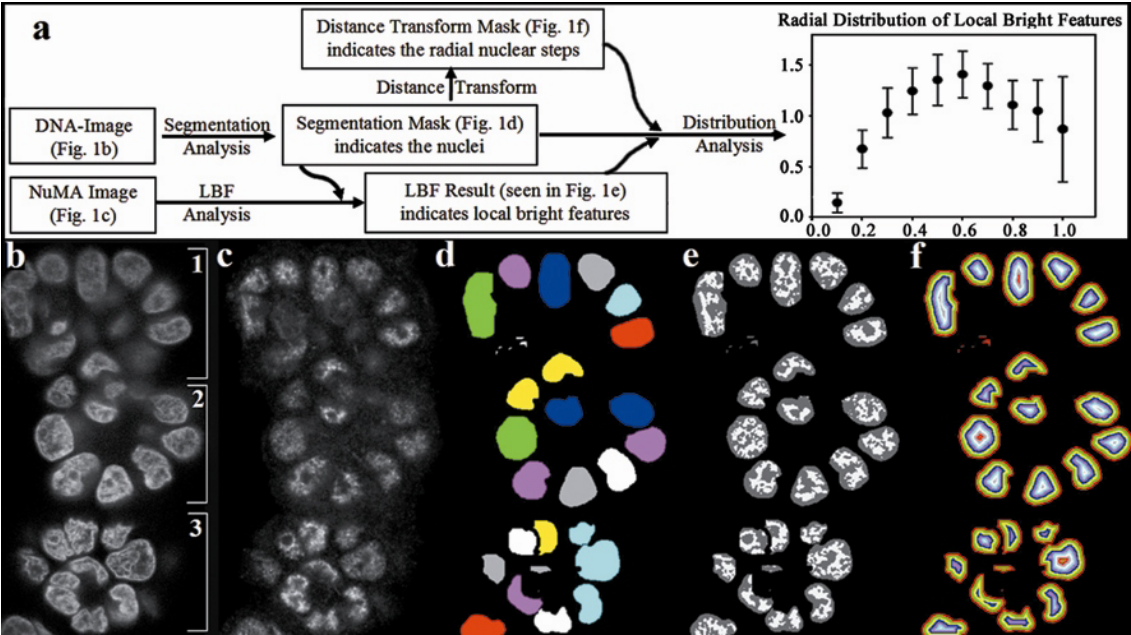 a
Distance Transform Mask (Fig. 1f)
indicates the radial nuclear steps
Distance Transform
DNA-Image
(Fig. 1b)
Segmentation
Analysis
Segmentation Mask (Fig. 1d)
indicates the nuclei
Distribution
Analysis
NuMA Image
(Fig. 1c)
LBF
Analysis
LBF Result (seen in Fig. 1e)
indicates local bright features
Radial Distribution of Local Bright Features
1.5
1.0
0.5
0.0
0.0 0.2 0.4 0.6 0.8 1.0
b 1 c d e f
2
3